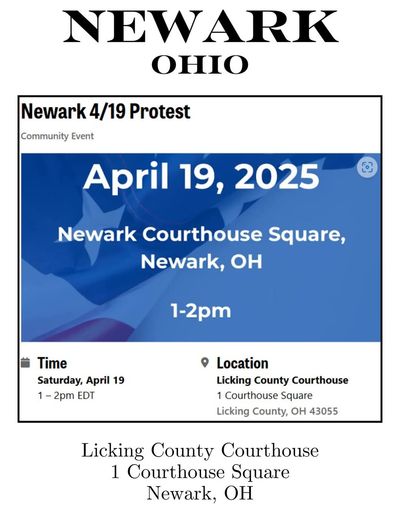 NEWARK
OHIO
Newark 4/19 Protest
Community Event
April 19, 2025
Newark Courthouse Square,
Newark, OH
1-2pm
Time
Saturday, April 19
1 – 2pm EDT
Location
Licking County Courthouse
1 Courthouse Square
Licking County, OH 43055
Licking County Courthouse
1 Courthouse Square
Newark, OH